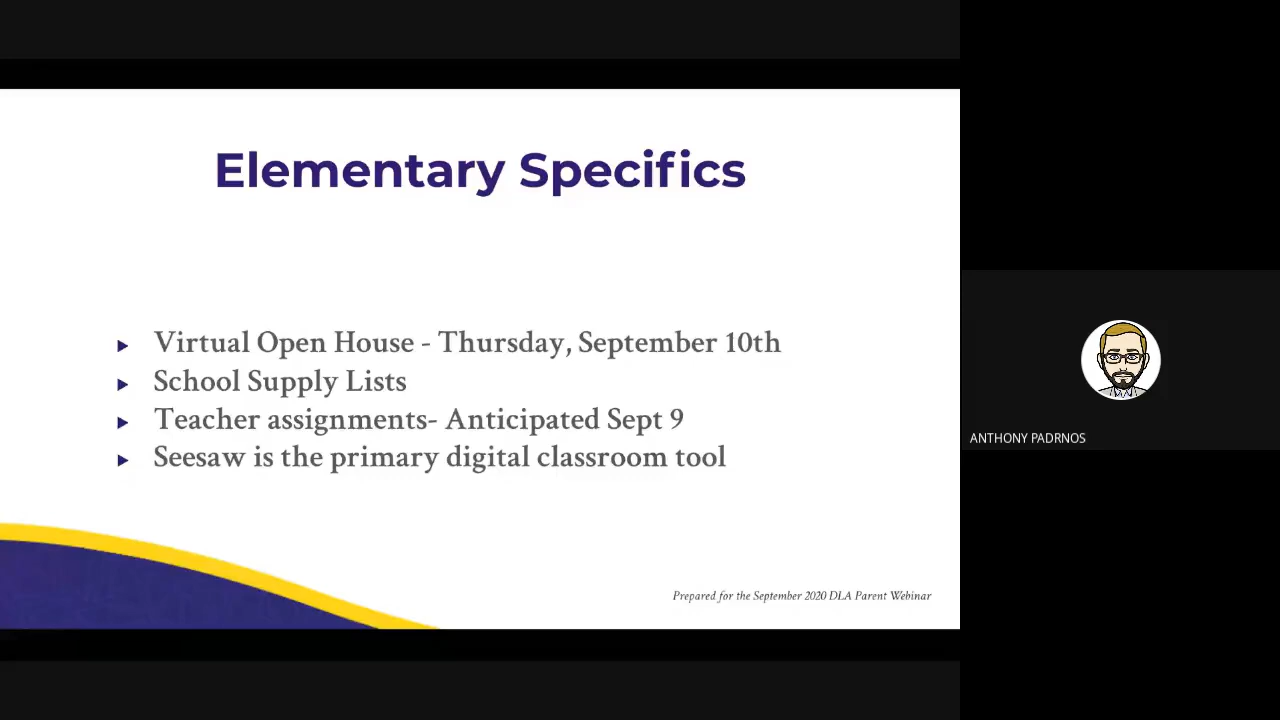 Elementary Specifics
Virtual Open House - Thursday, September 10th
School Supply Lists
Teacher assignments- Anticipated Sept 9
Seesaw is the primary digital classroom tool
Prepared for the September 2020 DLA Parent Webinar
ANTHONY PADRNOS